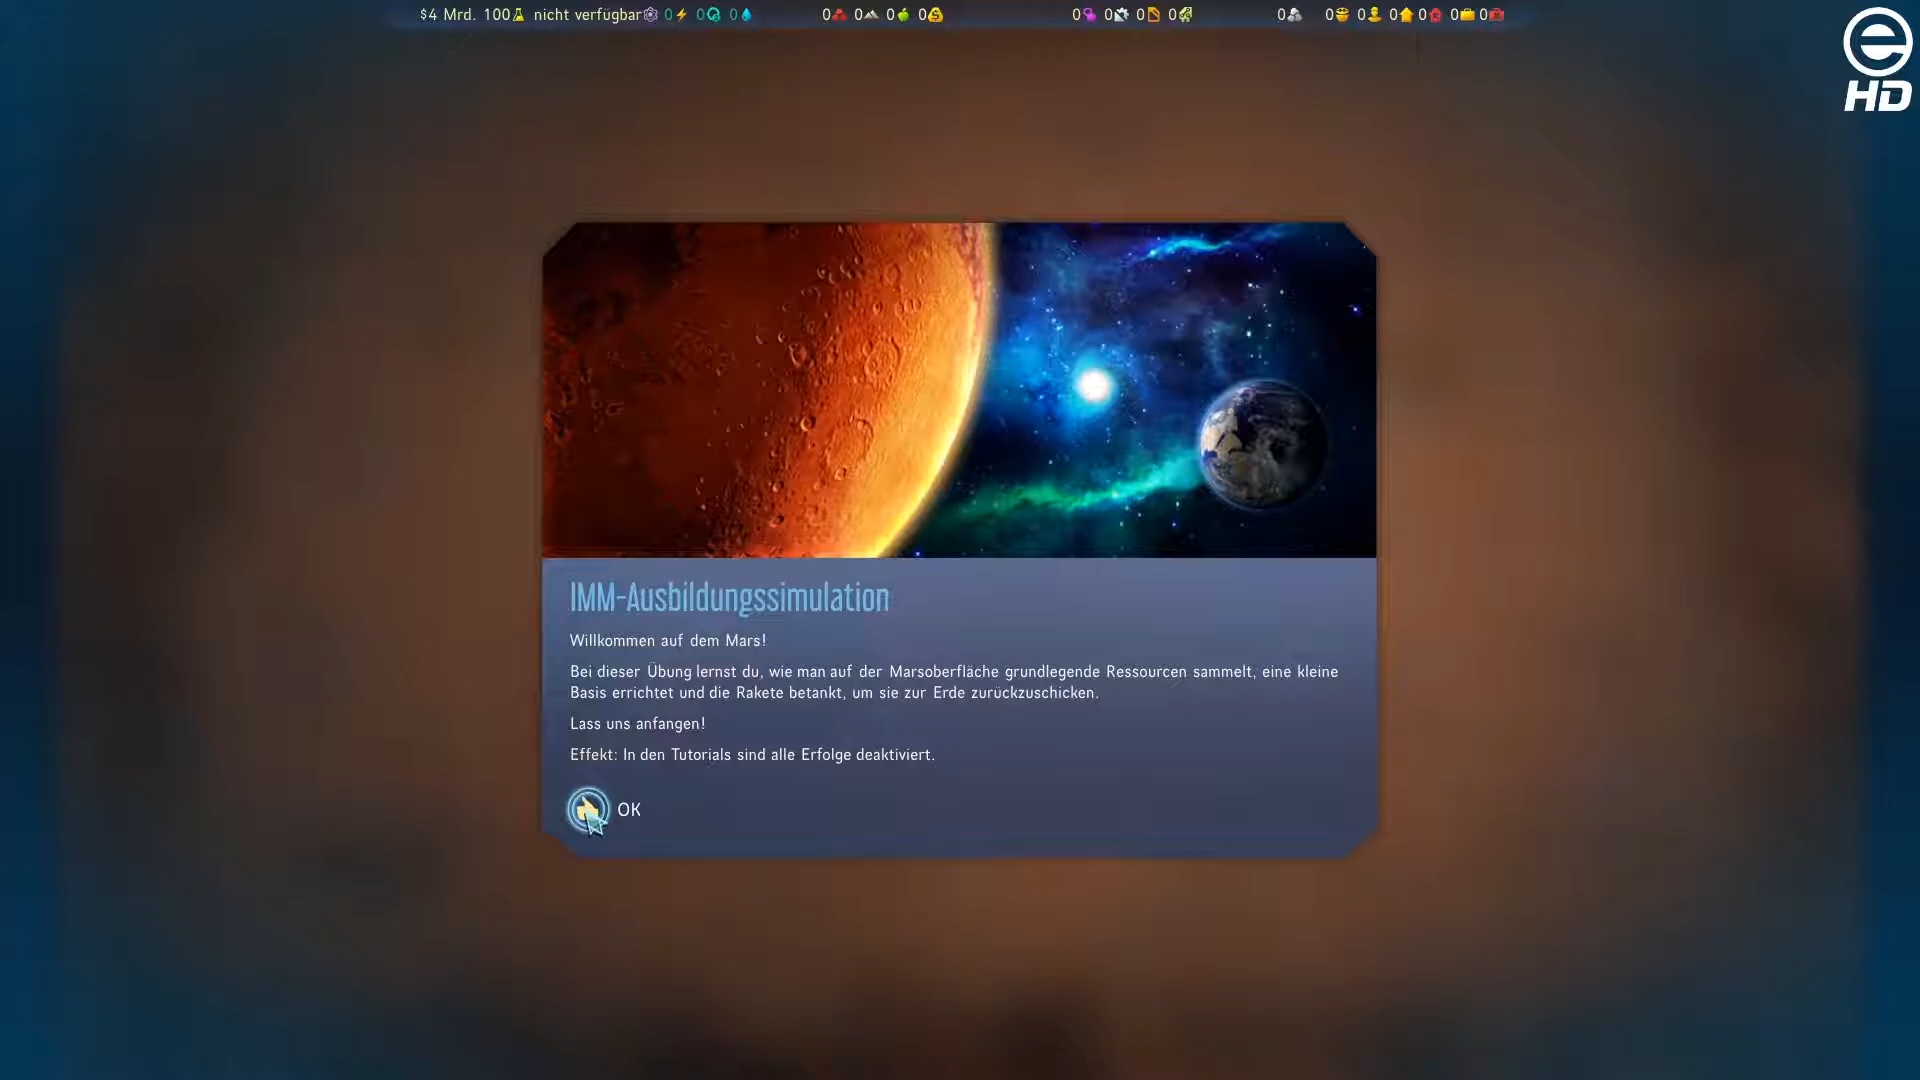 $4 Mrd. 100 nicht verfügbar 0 0 0 0 0 0 0 0 0 0 0 0 0 0 0 0 0 0
e
HD
IMM-Ausbildungssimulation
Willkommen auf dem Mars!
Bei dieser Übung lernst du, wie man auf der Marsoberfläche grundlegende Ressourcen sammelt, eine kleine
Basis errichtet und die Rakete betankt, um sie zur Erde zurückzuschicken.
Lass uns anfangen!
Effekt: In den Tutorials sind alle Erfolge deaktiviert.
OK